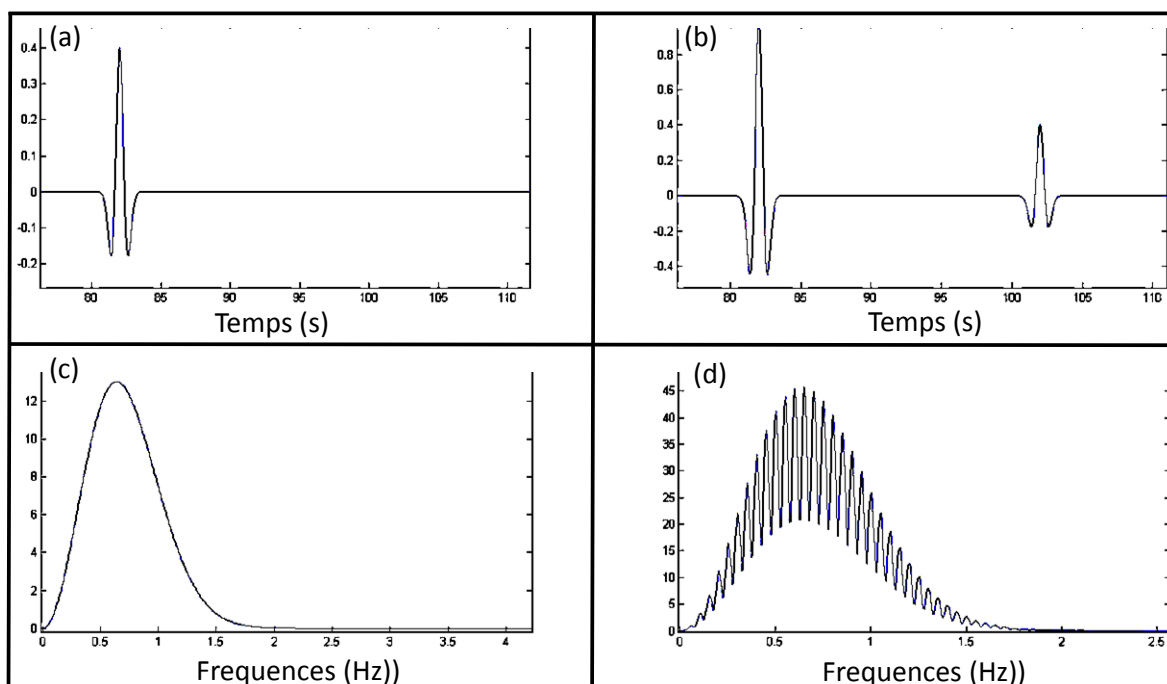 (a)
0.4
0.3
0.2
0.1
0
-0.1
-0.2
80 85 90 95 100 105 110
Temps (s)
(b)
0.8
0.6
0.4
0.2
0
-0.2
-0.4
80 85 90 95 100 105 110
Temps (s)
(c)
12
10
8
6
4
2
0
0 0.5 1 1.5 2 2.5 3 3.5 4
Frequences (Hz))
(d)
45
40
35
30
25
20
15
10
5
0
0 0.5 1 1.5 2 2.5
Frequences (Hz))